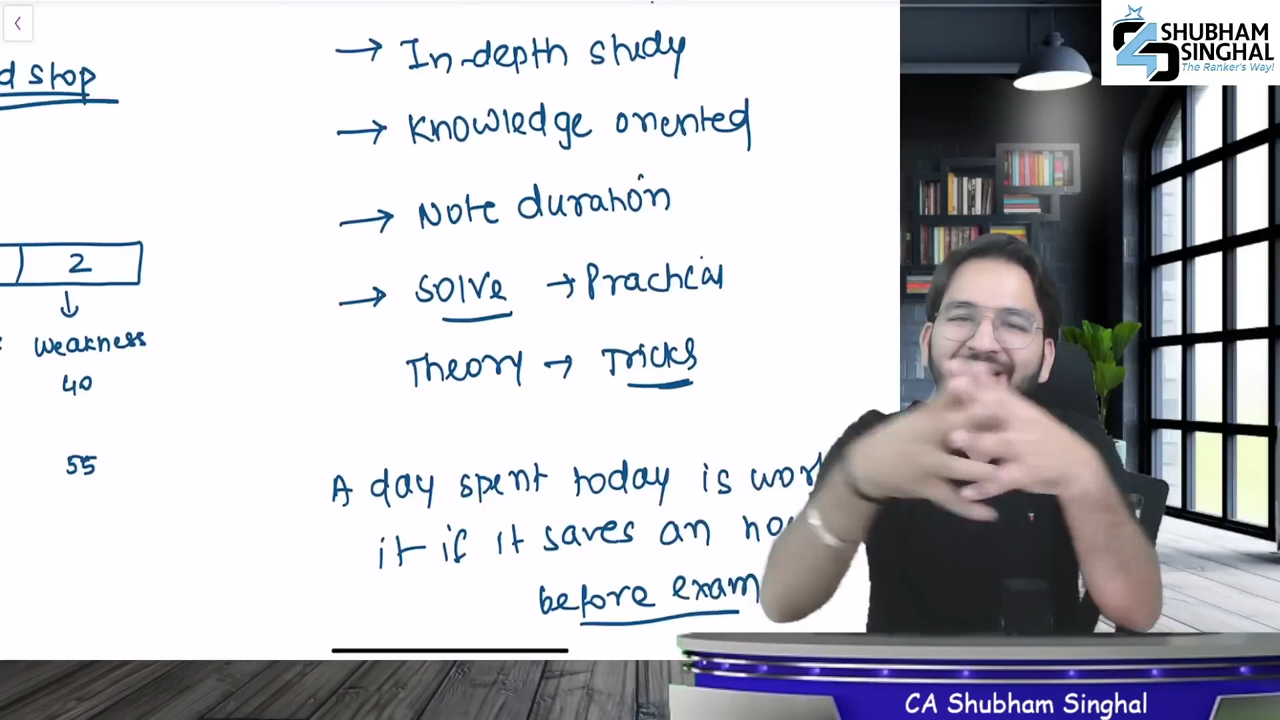 d stop
2
weakness
40
55
→ In-depth study
→ Knowledge oriented
→ Note duration
→ Solve → Practical
Theory → Tricks
A day spent today is wor
it if it saves an ho
before exam
SHUBHAM
SINGHAL
The Ranker's Way!
CA Shubham Singhal